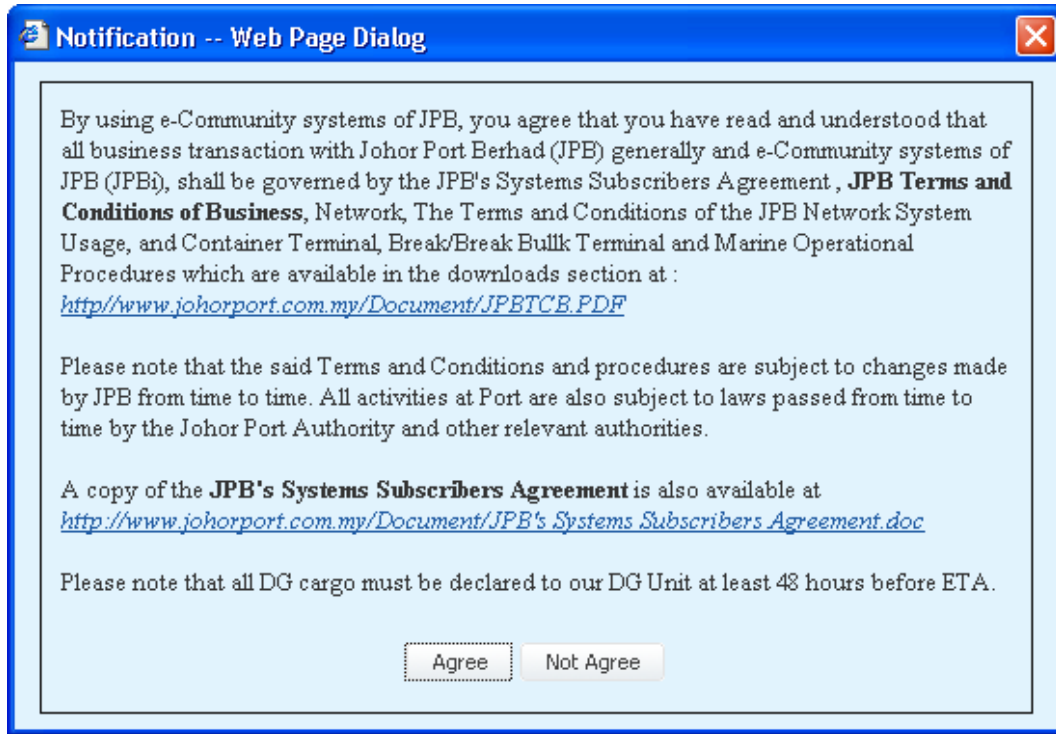 Notification -- Web Page Dialog
By using e-Community systems of JPB, you agree that you have read and understood that
all business transaction with Johor Port Berhad (JPB) generally and e-Community systems of
JPB (JPBi), shall be governed by the JPB's Systems Subscribers Agreement , JPB Terms and
Conditions of Business, Network, The Terms and Conditions of the JPB Network System
Usage, and Container Terminal, Break/Break Bullk Terminal and Marine Operational
Procedures which are available in the downloads section at :
http//www.johorport.com.my/Document/JPBTCB.PDF
Please note that the said Terms and Conditions and procedures are subject to changes made
by JPB from time to time. All activities at Port are also subject to laws passed from time to
time by the Johor Port Authority and other relevant authorities.
A copy of the JPB's Systems Subscribers Agreement is also available at
http://www.johorport.com.my/Document/JPB's Systems Subscribers Agreement.doc
Please note that all DG cargo must be declared to our DG Unit at least 48 hours before ETA.
Agree Not Agree